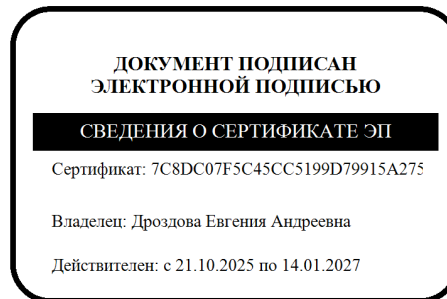 ДОКУМЕНТ ПОДПИСАН
ЭЛЕКТРОННОЙ ПОДПИСЬЮ
СВЕДЕНИЯ О СЕРТИФИКАТЕ ЭП
Сертификат: 7C8DC07F5C45CC5199D79915A275
Владелец: Дроздова Евгения Андреевна
Действителен: с 21.10.2025 по 14.01.2027